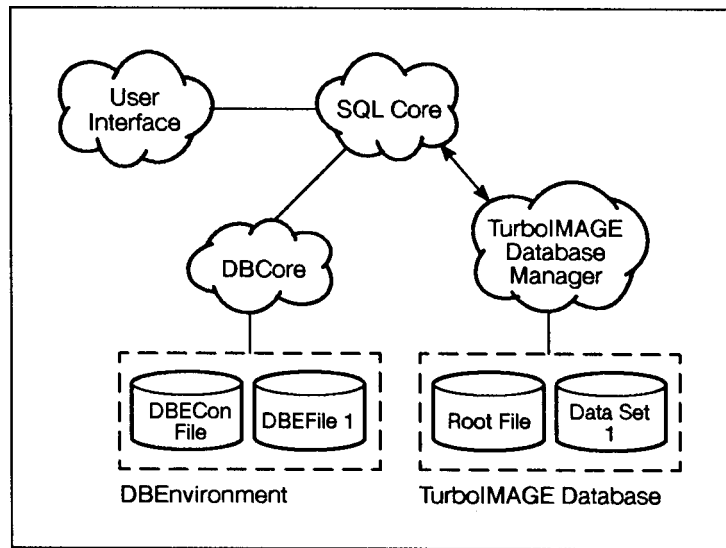 User
Interface
SQL Core
DBCore
TurboIMAGE
Database
Manager
DBECon
File
DBEFile 1
Root File
Data Set
1
DBEnvironment
TurboIMAGE Database